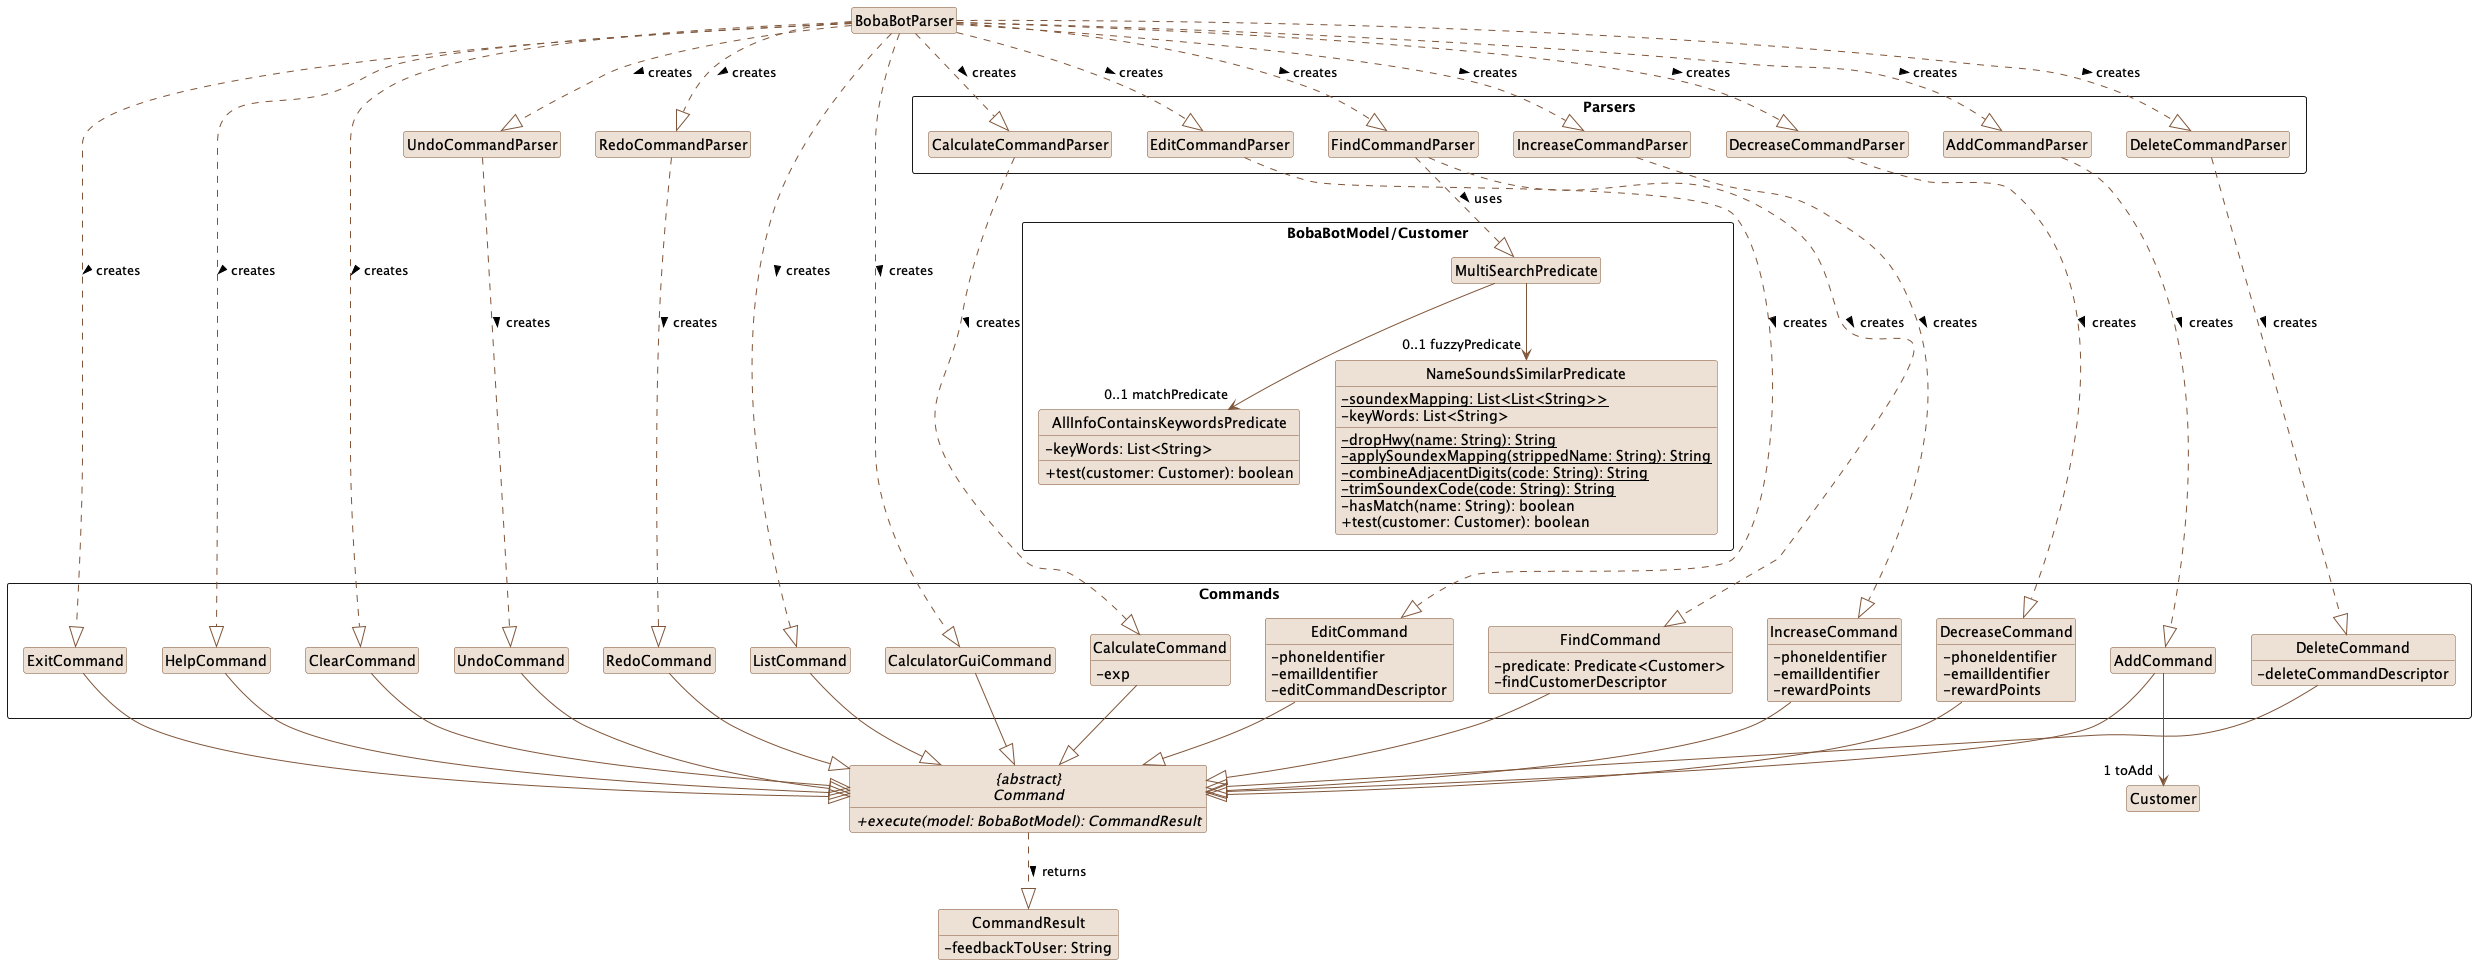 BobaBotParser
creates
creates
creates
creates
creates
creates
creates
creates
creates
Parsers
UndoCommandParser
RedoCommandParser
CalculateCommandParser
EditCommandParser
FindCommandParser
IncreaseCommandParser
DecreaseCommandParser
AddCommandParser
DeleteCommandParser
uses
BobaBotModel/Customer
creates
creates
creates
creates
creates
MultiSearchPredicate
creates
creates
creates
creates
creates
creates
creates
creates
creates
0..1 fuzzyPredicate
0..1 matchPredicate
NameSoundsSimilarPredicate
-soundexMapping: List<List<String>>
-keyWords: List<String>
-dropHwy(name: String): String
-applySoundexMapping(strippedName: String): String
-combineAdjacentDigits(code: String): String
-trimSoundexCode(code: String): String
-hasMatch(name: String): boolean
+test(customer: Customer): boolean
AllInfoContainsKeywordsPredicate
-keyWords: List<String>
+test(customer: Customer): boolean
Commands
ExitCommand
HelpCommand
ClearCommand
UndoCommand
RedoCommand
ListCommand
CalculatorGuiCommand
CalculateCommand
-exp
EditCommand
-phoneIdentifier
-emailIdentifier
-editCommandDescriptor
FindCommand
-predicate: Predicate<Customer>
-findCustomerDescriptor
IncreaseCommand
-phoneIdentifier
-emailIdentifier
-rewardPoints
DecreaseCommand
-phoneIdentifier
-emailIdentifier
-rewardPoints
AddCommand
DeleteCommand
-deleteCommandDescriptor
{abstract}
Command
+execute(model: BobaBotModel): CommandResult
1 toAdd
Customer
returns
CommandResult
-feedbackToUser: String